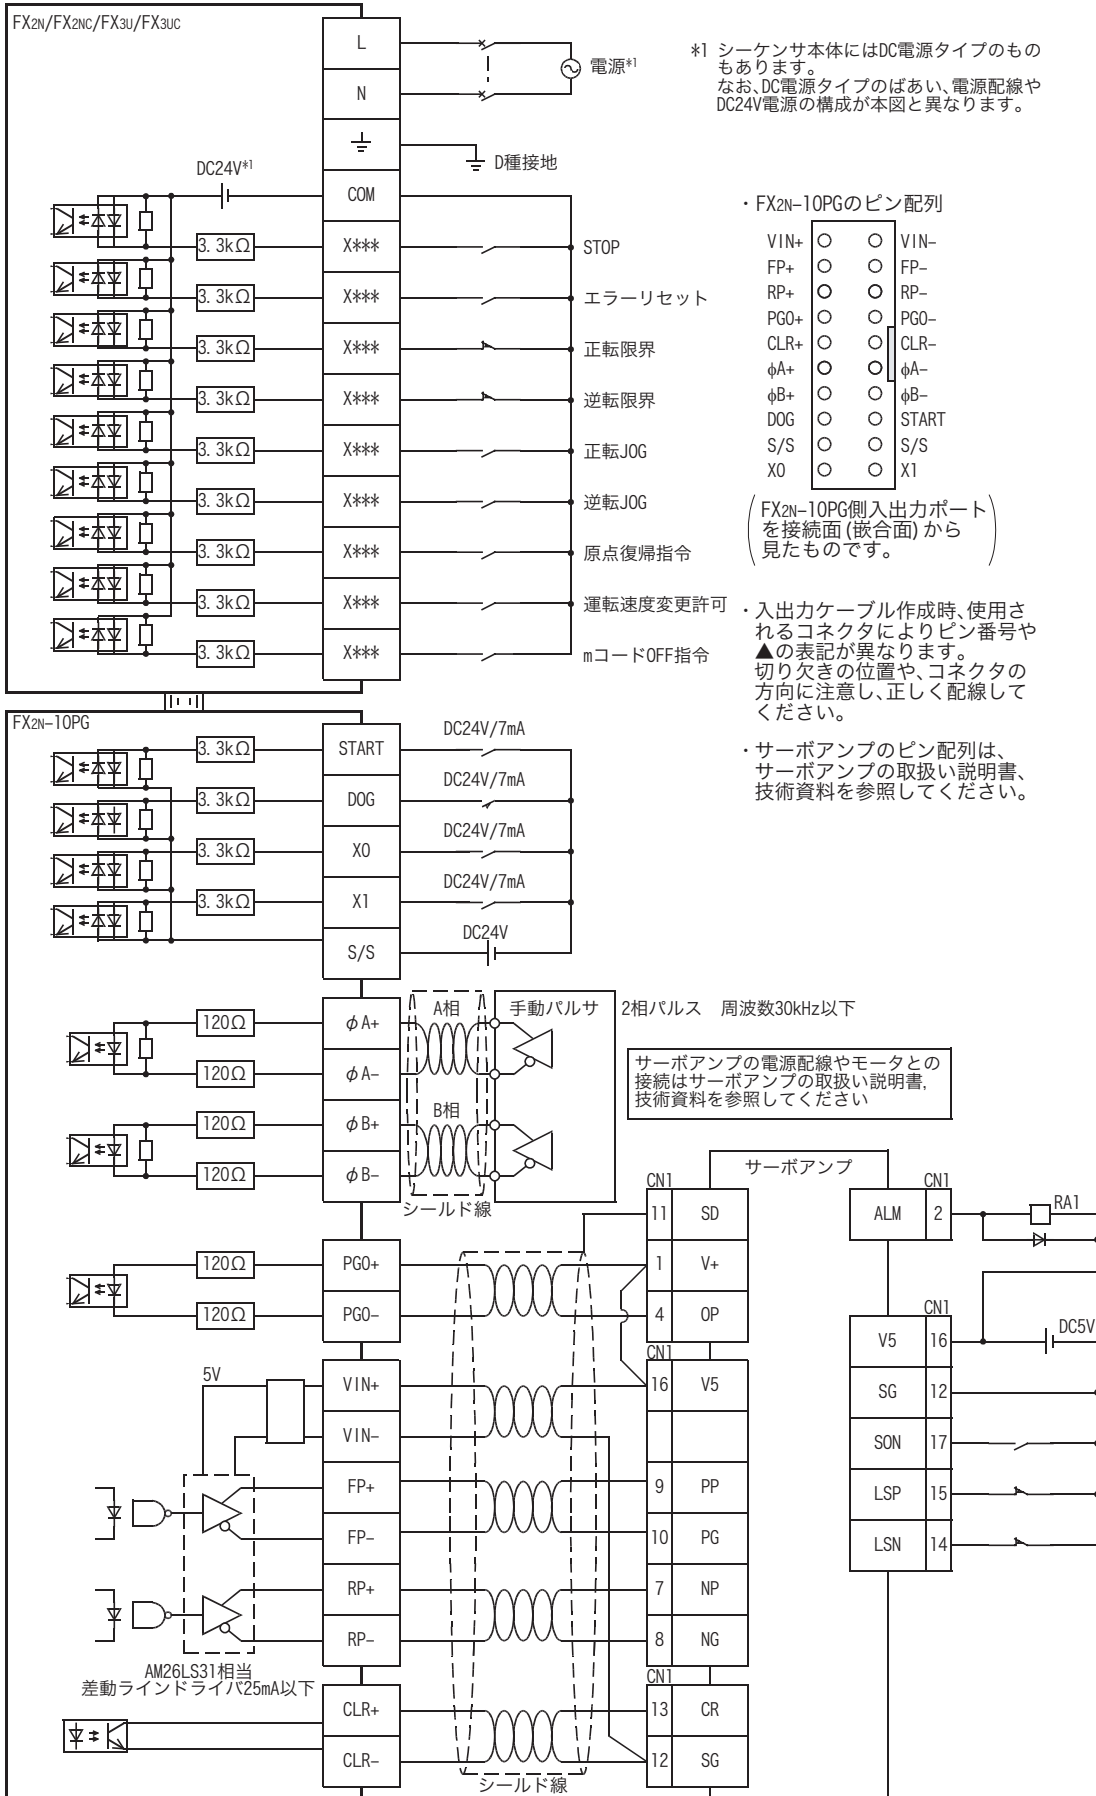 FX2N/FX2NC/FX3U/FX3UC
L
N
電源*1
D種接地
*1 シーケンサ本体にはDC電源タイプのもの
もあります。
なお、DC電源タイプのばあい、電源配線や
DC24V電源の構成が本図と異なります。
DC24V*1
COM
3.3kΩ X*** STOP
3.3kΩ X*** エラーリセット
3.3kΩ X*** 正転限界
3.3kΩ X*** 逆転限界
3.3kΩ X*** 正転JOG
3.3kΩ X*** 逆転JOG
3.3kΩ X*** 原点復帰指令
3.3kΩ X*** 運転速度変更許可
3.3kΩ X*** mコードOFF指令
・FX2N-10PGのピン配列
VIN+ VIN-
FP+ FP-
RP+ RP-
PG0+ PG0-
CLR+ CLR-
φA+ φA-
φB+ φB-
DOG START
S/S S/S
X0 X1
FX2N-10PG側入出力ポート
を接続面(嵌合面)から
見たものです。
・入出力ケーブル作成時、使用さ
れるコネクタによりピン番号や
▲の表記が異なります。
切り欠きの位置や、コネクタの
方向に注意し、正しく配線して
ください。
・サーボアンプのピン配列は、
サーボアンプの取扱い説明書、
技術資料を参照してください。
FX2N-10PG
3.3kΩ START DC24V/7mA
3.3kΩ DOG DC24V/7mA
3.3kΩ X0 DC24V/7mA
3.3kΩ X1 DC24V/7mA
S/S DC24V
120Ω φA+ A相
手動パルサ 2相パルス 周波数30kHz以下
120Ω φA-
120Ω φB+ B相
120Ω φB-
シールド線
サーボアンプの電源配線やモータとの
接続はサーボアンプの取扱い説明書,
技術資料を参照してください
サーボアンプ
CN1
11 SD
120Ω PG0+ 1 V+
120Ω PG0- 4 OP
CN1
5V VIN+ 16 V5
VIN-
FP+ 9 PP
FP- 10 PG
RP+ 7 NP
RP- 8 NG
AM26LS31相当
差動ラインドライバ25mA以下
CN1
CLR+ 13 CR
CLR- 12 SG
シールド線
CN1
ALM 2 RA1
CN1
V5 16 DC5V
SG 12
SON 17
LSP 15
LSN 14